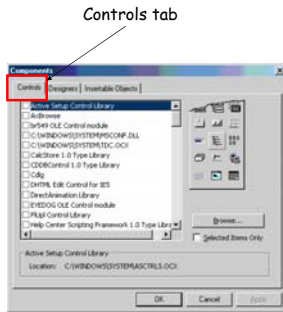 Controls tab
Components
Controls | Designers | Insertable Objects
Active Setup Control Library
AxBrowse
br549 OLE Control module
C:\WINDOWS\SYSTEM\MSCONF.DLL
C:\WINDOWS\SYSTEM\TDC.OCX
CalcStore 1.0 Type Library
CDDBControl 1.0 Type Library
Cdlg
DHTML Edit Control for IE5
DirectAnimation Library
EYEDOG OLE Control module
FlUpl Control Library
Help Center Scripting Framework 1.0 Type Libra
Browse...
Selected Items Only
Active Setup Control Library
Location: C:\WINDOWS\SYSTEM\ASCTRLS.OCX
OK
Cancel
Apply